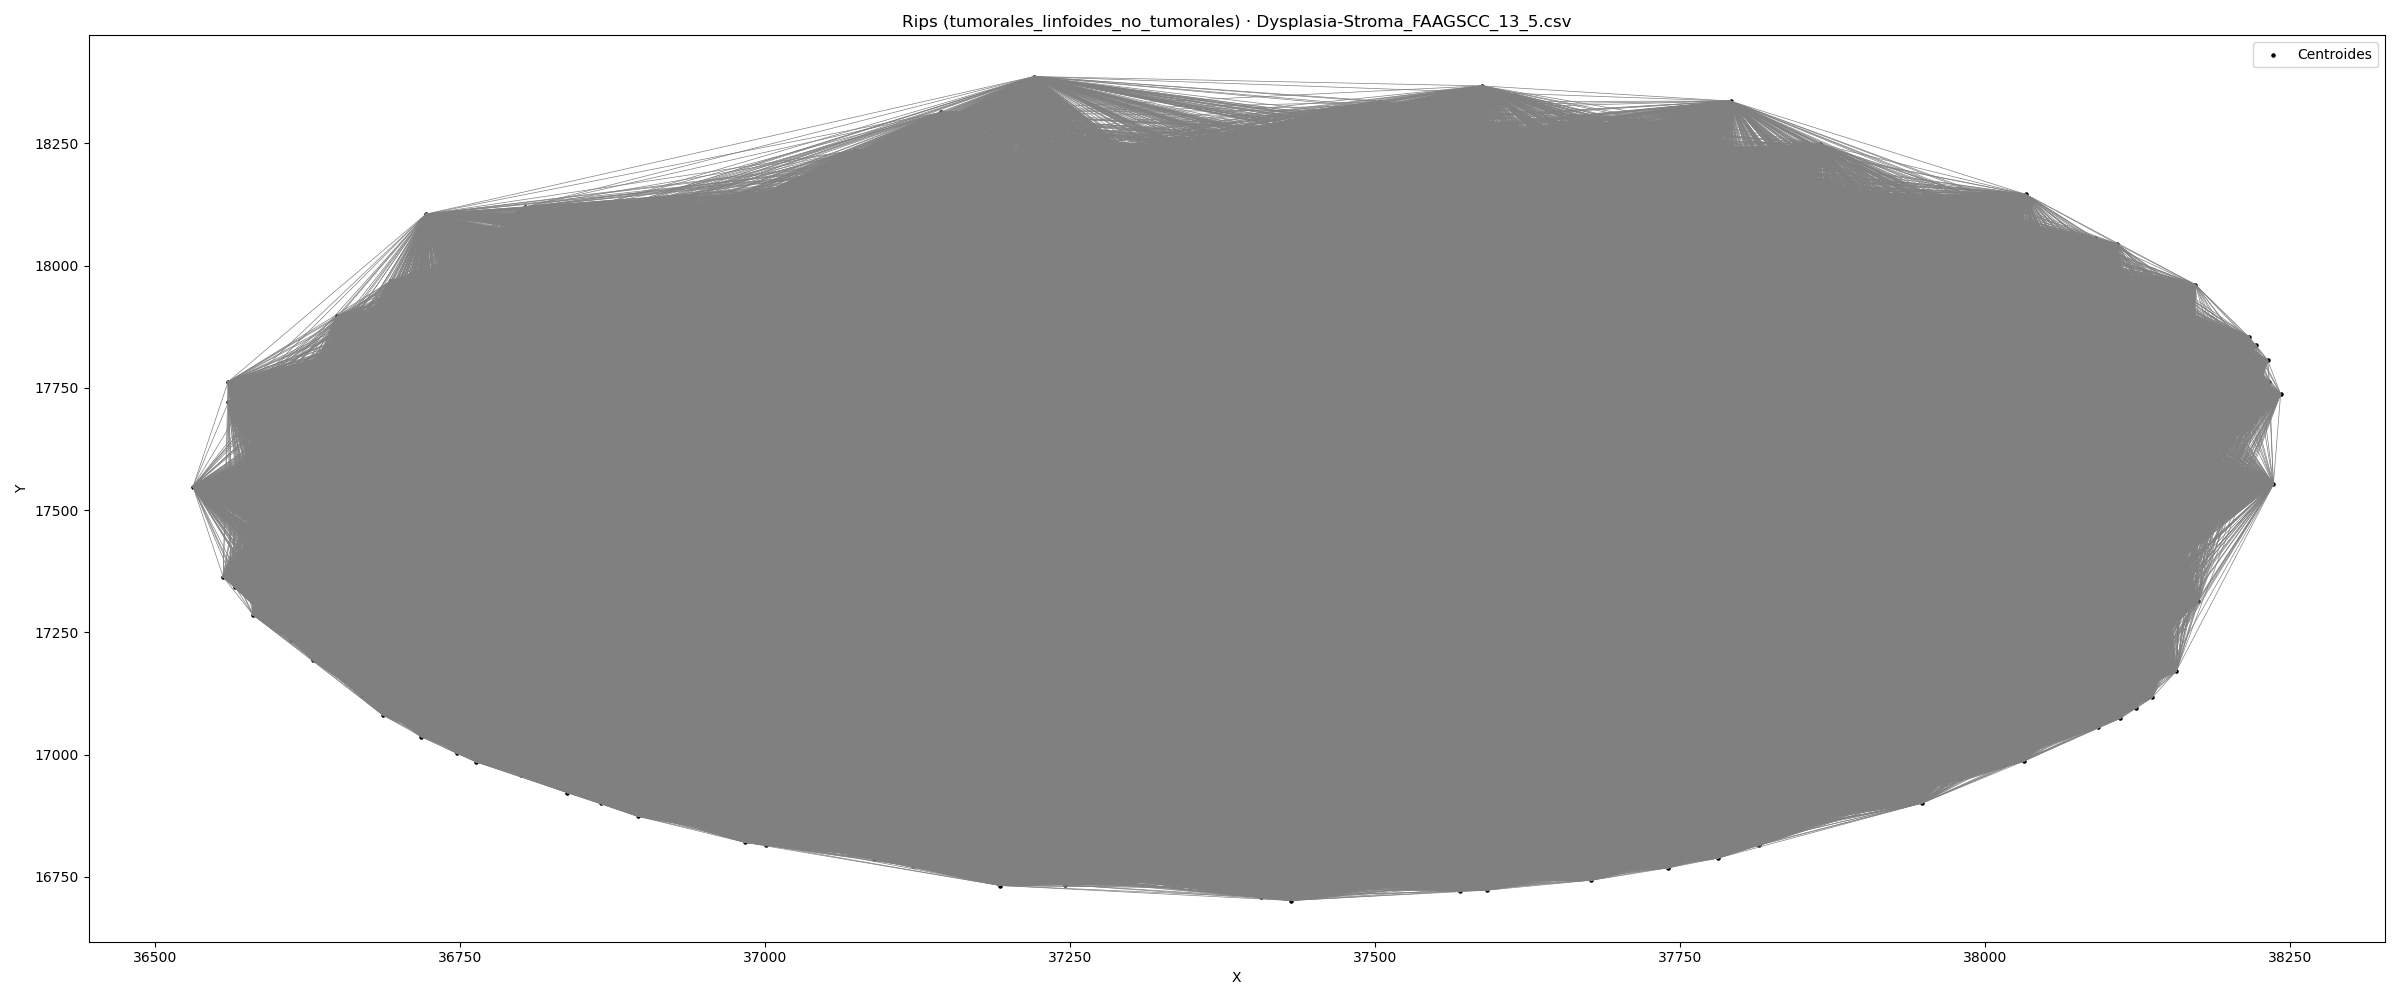 Rips (tumorales_linfoides_no_tumorales) · Dysplasia-Stroma_FAAGSCC_13_5.csv
Centroides
18250
18000
17750
17500
17250
17000
16750
Y
36500 36750 37000 37250 37500 37750 38000 38250
X